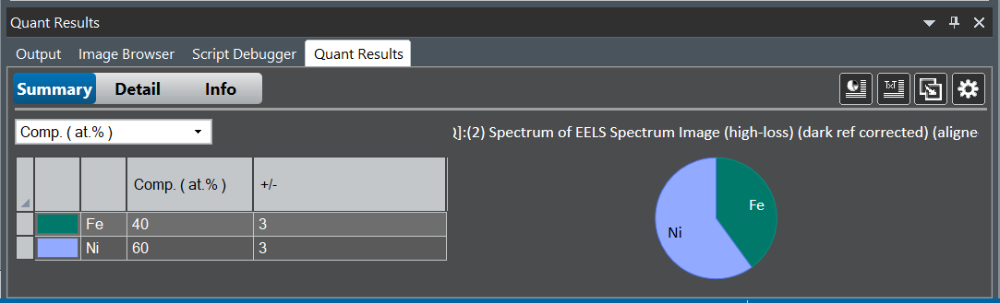 Quant Results
Output Image Browser Script Debugger Quant Results
Summary Detail Info
TxT
Comp. ( at.% )
]:(2) Spectrum of EELS Spectrum Image (high-loss) (dark ref corrected) (aligne
Comp. ( at.% ) +/-
Fe 40 3
Ni 60 3
Fe
Ni